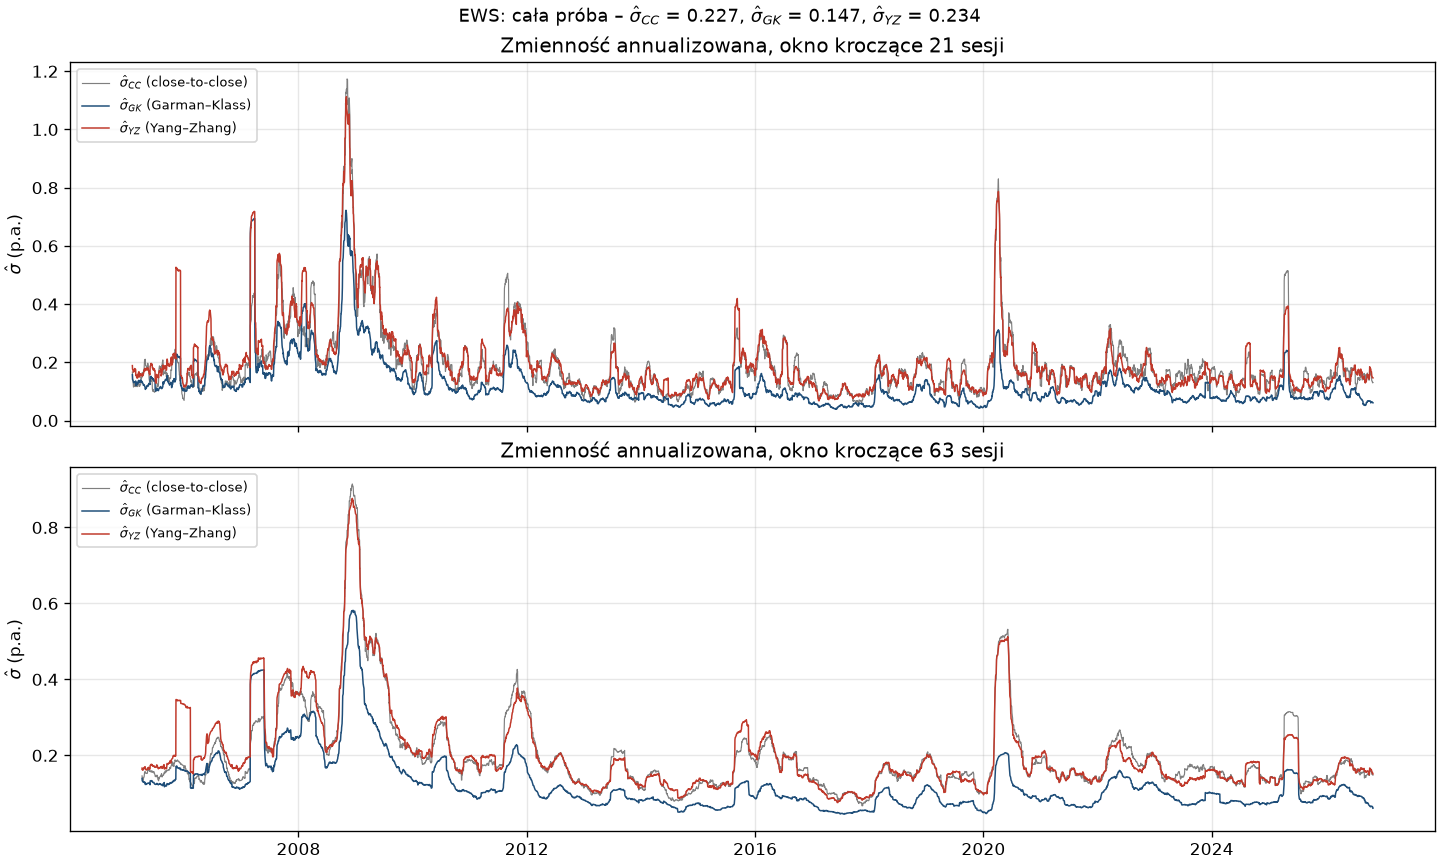 EWS: cała próba – σ̂CC = 0.227, σ̂GK = 0.147, σ̂YZ = 0.234
Zmienność annualizowana, okno kroczące 21 sesji
σ̂CC (close-to-close)
σ̂GK (Garman–Klass)
σ̂YZ (Yang–Zhang)
σ̂ (p.a.)
1.2
1.0
0.8
0.6
0.4
0.2
0.0
Zmienność annualizowana, okno kroczące 63 sesji
σ̂CC (close-to-close)
σ̂GK (Garman–Klass)
σ̂YZ (Yang–Zhang)
σ̂ (p.a.)
0.8
0.6
0.4
0.2
2008 2012 2016 2020 2024